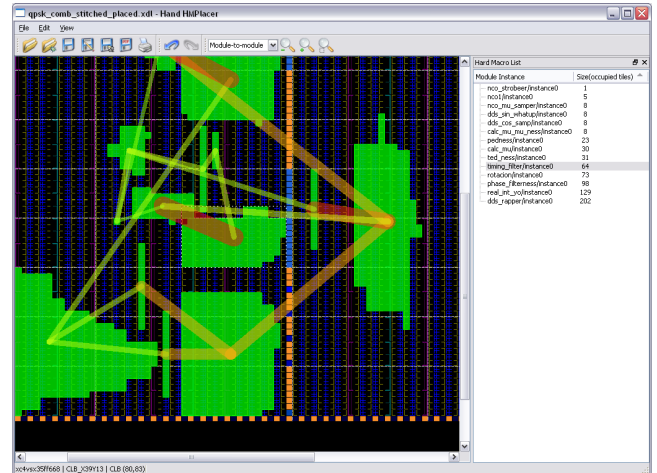 qpsk_comb_stitched_placed.xdl - Hand HMPlacer
File Edit View
Module-to-module
Hard Macro List
Module Instance Size(occupied tiles)
nco_strobeer/instance0 1
nco1/instance0 5
nco_mu_samper/instance0 8
dds_sin_whatup/instance0 8
dds_cos_samp/instance0 8
calc_mu_mu_ness/instance0 8
pedness/instance0 23
calc_mu/instance0 30
ted_ness/instance0 31
timing_filter/instance0 64
rotacion/instance0 73
phase_filterness/instance0 98
real_int_yo/instance0 129
dds_rapper/instance0 202
xc4vsx35ff668 | CLB_X39Y13 | CLB (80,83)